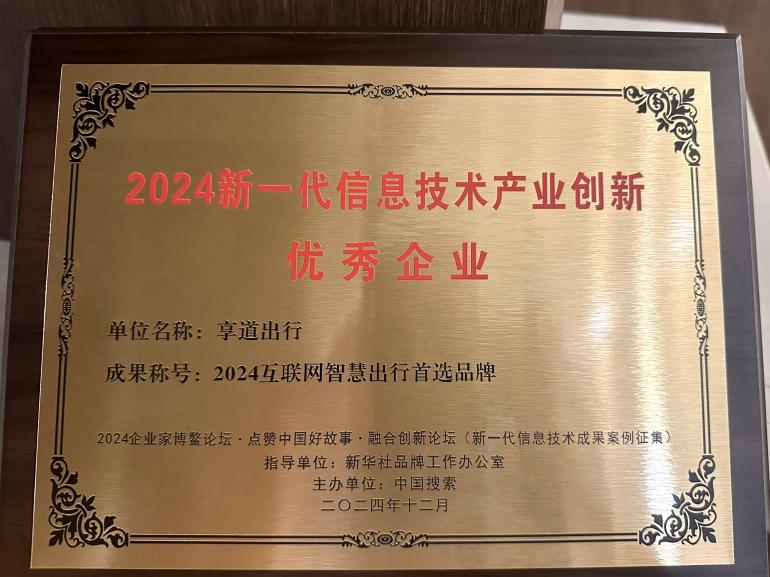 2024新一代信息技术产业创新
优秀企业
单位名称：享道出行
成果称号：2024互联网智慧出行首选品牌
2024企业家博鳌论坛·点赞中国好故事·融合创新论坛（新一代信息技术成果案例征集）
指导单位：新华社品牌工作办公室
主办单位：中国搜索
二〇二四年十二月